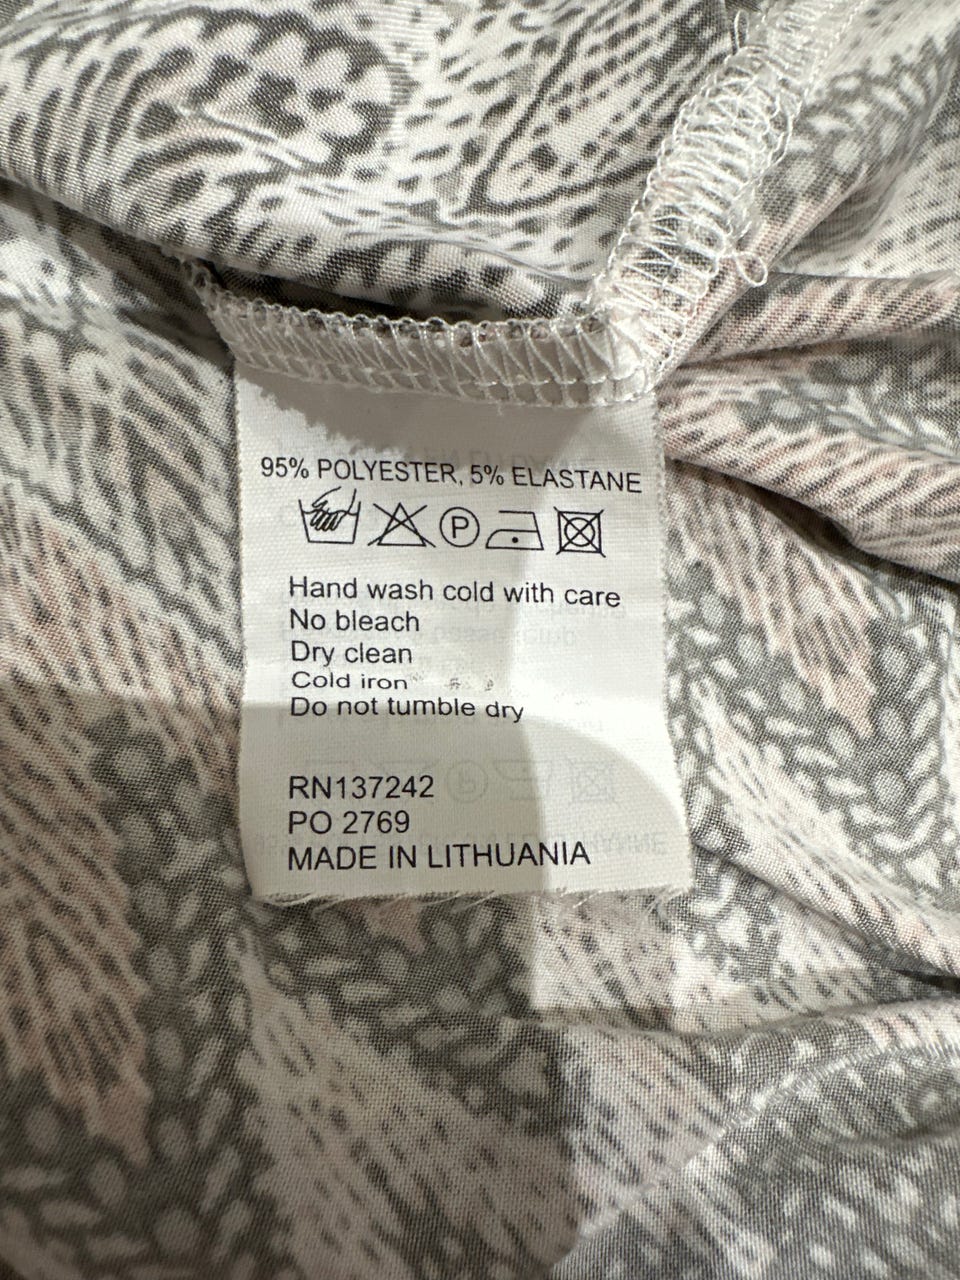 95% POLYESTER, 5% ELASTANE
P
Hand wash cold with care
No bleach
Dry clean
Cold iron
Do not tumble dry
RN137242
PO 2769
MADE IN LITHUANIA